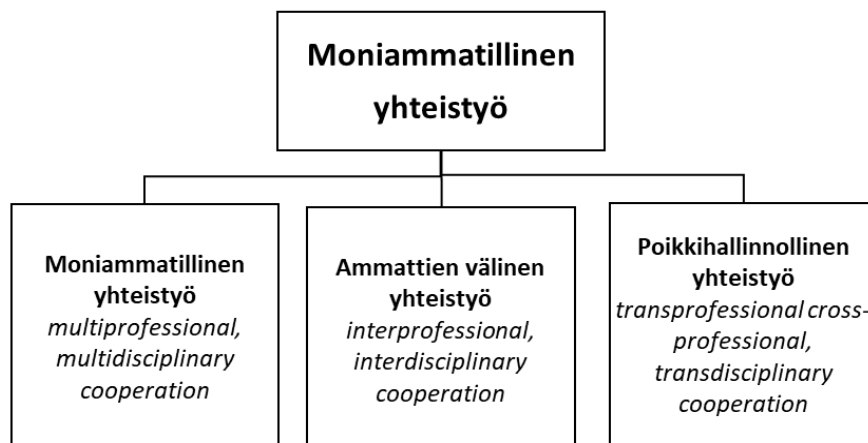 Moniammatillinen
yhteistyö
Moniammatillinen
yhteistyö
multiprofessional,
multidisciplinary
cooperation
Ammattien välinen
yhteistyö
interprofessional,
interdisciplinary
cooperation
Poikkihallinnollinen
yhteistyö
transprofessional cross-
professional,
transdisciplinary
cooperation